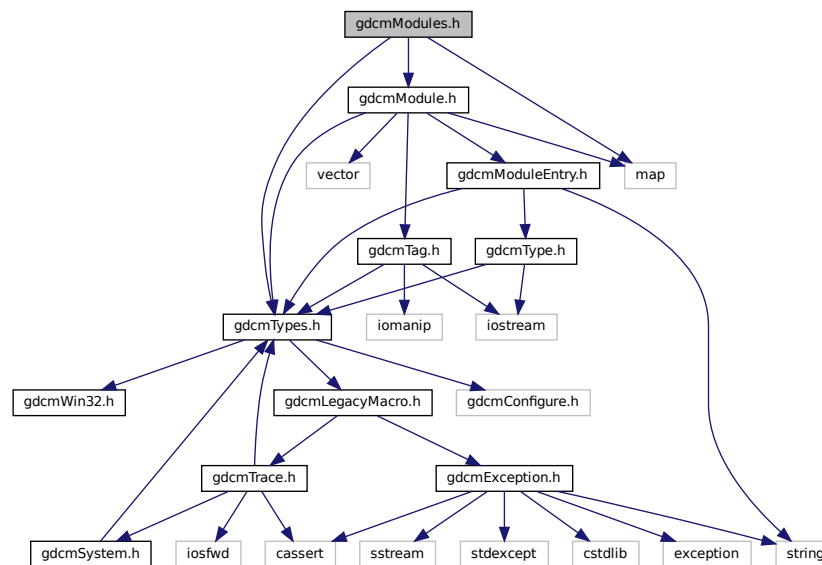 gdcmModules.h
gdcmModule.h
vector
gdcmModuleEntry.h
map
gdcmTag.h
gdcmType.h
gdcmTypes.h
iomanip
iostream
gdcmWin32.h
gdcmLegacyMacro.h
gdcmConfigure.h
gdcmTrace.h
gdcmException.h
gdcmSystem.h
iosfwd
cassert
sstream
stdexcept
cstdlib
exception
string